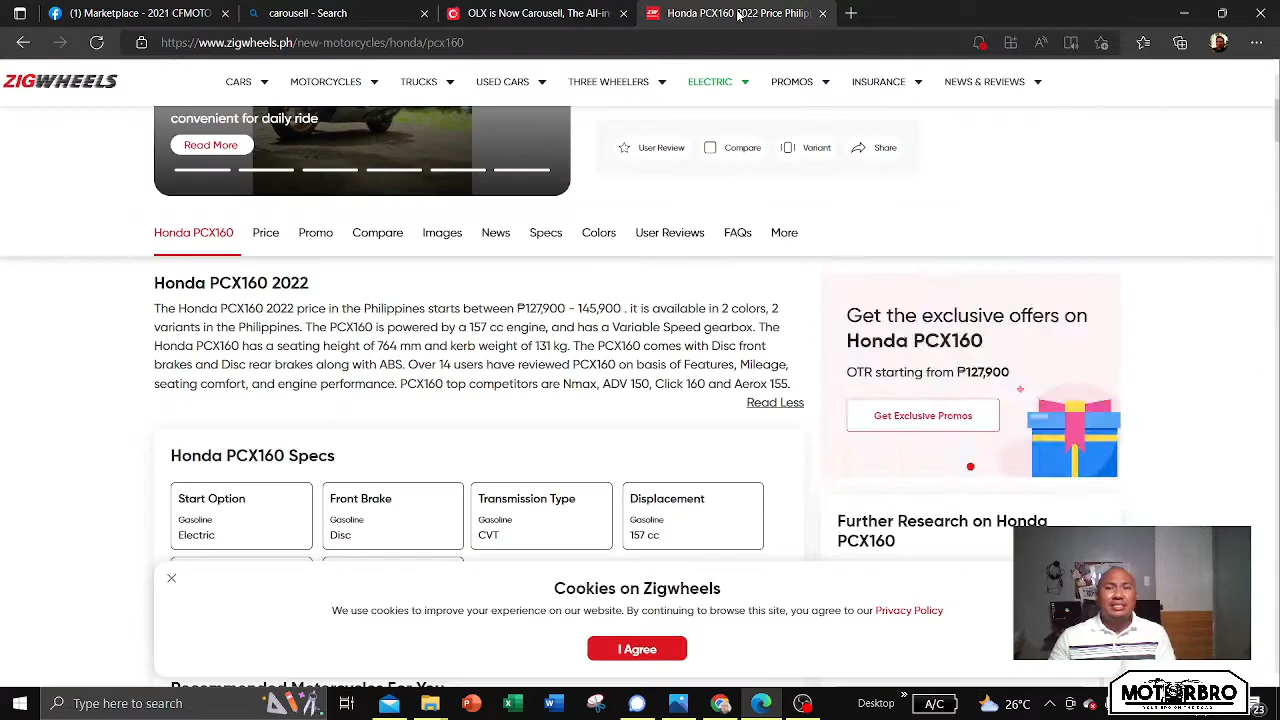 (2) Marketplace - 2021 CFMOTO
carousell - Search
OLX is Now Carousell, The All-in
Honda PCX160 2022 Price Philip
https://www.zigwheels.ph/new-motorcycles/honda/pcx160
ZIGWHEELS
CARS
MOTORCYCLES
TRUCKS
USED CARS
THREE WHEELERS
ELECTRIC
PROMOS
INSURANCE
NEWS & REVIEWS
convenient for daily ride
Read More
User Review
Compare
Variant
Share
Honda PCX160
Price
Promo
Compare
Images
News
Specs
Colors
User Reviews
FAQs
More
Honda PCX160 2022
The Honda PCX160 2022 price in the Philippines starts between ₱127,900 - 145,900 . it is available in 2 colors, 2
variants in the Philippines. The PCX160 is powered by a 157 cc engine, and has a Variable Speed gearbox. The
Honda PCX160 has a seating height of 764 mm and kerb weight of 131 kg. The PCX160 comes with Disc front
brakes and Disc rear brakes along with ABS. Over 14 users have reviewed PCX160 on basis of Features, Mileage,
seating comfort, and engine performance. PCX160 top competitors are Nmax, ADV 150, Click 160 and Aerox 155.
Read Less
Get the exclusive offers on
Honda PCX160
OTR starting from ₱127,900
Get Exclusive Promos
Honda PCX160 Specs
Start Option
Gasoline
Electric
Front Brake
Gasoline
Disc
Transmission Type
Gasoline
CVT
Displacement
Gasoline
157 cc
Further Research on Honda
PCX160
Cookies on Zigwheels
We use cookies to improve your experience on our website. By continuing to browse this site, you agree to our Privacy Policy
I Agree
Recommended Motorcycles For You
Type here to search
Desktop
A/C
26°C
MOTORBRO
23